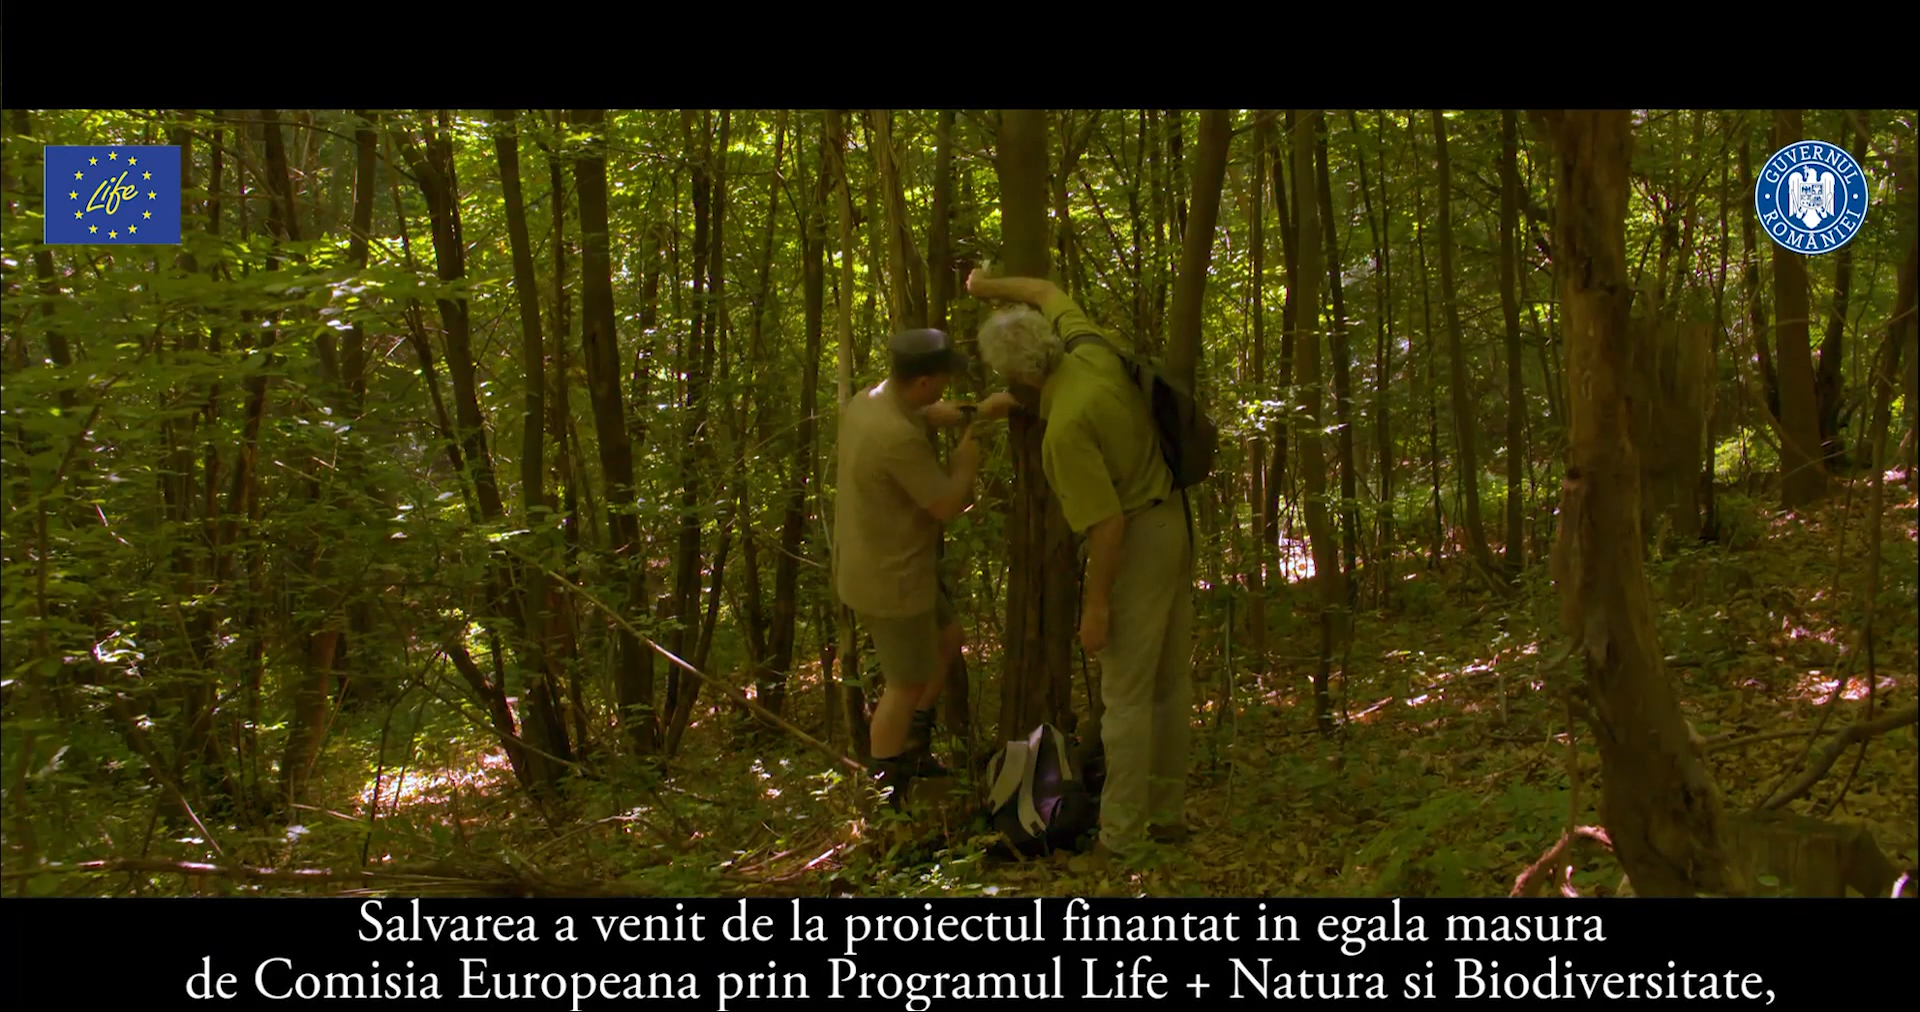 Life
GUVERNUL
ROMÂNIEI
Salvarea a venit de la proiectul finantat in egala masura
de Comisia Europeana prin Programul Life + Natura si Biodiversitate,